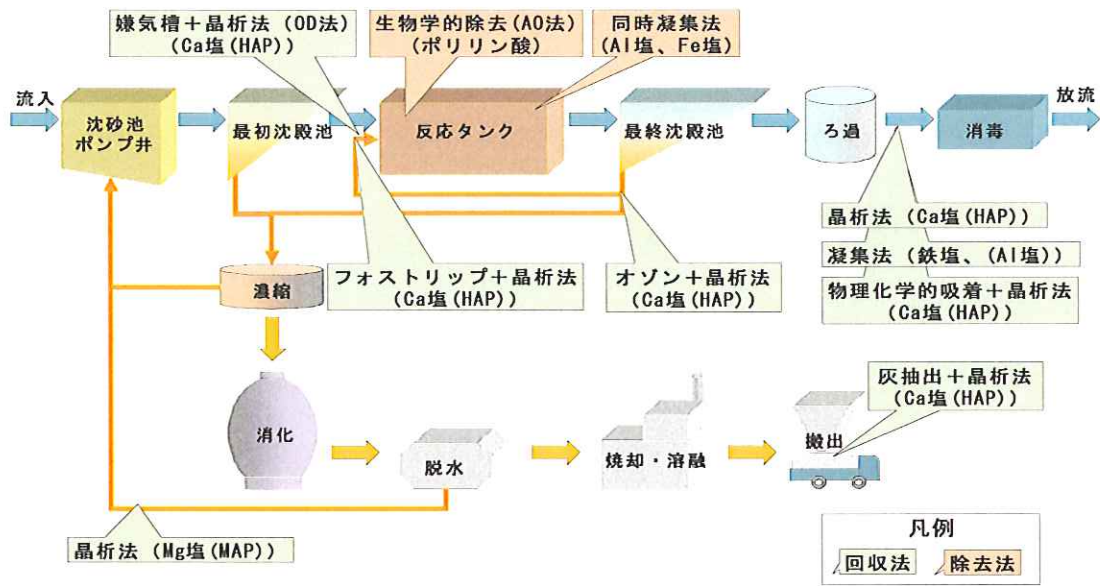 嫌気槽＋晶析法（OD法）
(Ca塩(HAP))
生物学的除去(AO法)
(ポリリン酸)
同時凝集法
(Al塩、Fe塩)
流入
沈砂池
ポンプ井
最初沈殿池
反応タンク
最終沈殿池
ろ過
消毒
放流
晶析法（Ca塩(HAP)）
凝集法（鉄塩、(Al塩)）
物理化学的吸着＋晶析法
(Ca塩(HAP))
フォストリップ＋晶析法
(Ca塩(HAP))
オゾン＋晶析法
(Ca塩(HAP))
濃縮
消化
脱水
焼却・溶融
搬出
灰抽出＋晶析法
(Ca塩(HAP))
晶析法（Mg塩(MAP)）
凡例
回収法
除去法